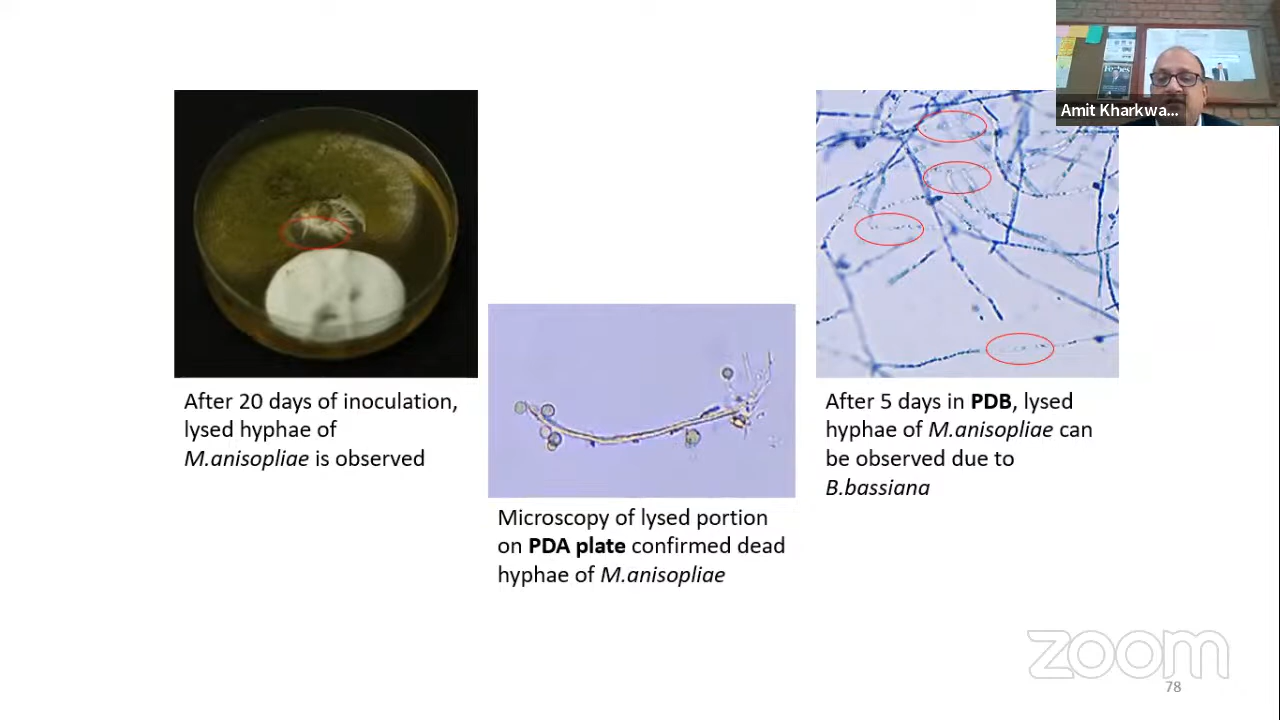 Forbes
Amit Kharkwa...
After 20 days of inoculation,
lysed hyphae of
M.anisopliae is observed
Microscopy of lysed portion
on PDA plate confirmed dead
hyphae of M.anisopliae
After 5 days in PDB, lysed
hyphae of M.anisopliae can
be observed due to
B.bassiana
zoom
78